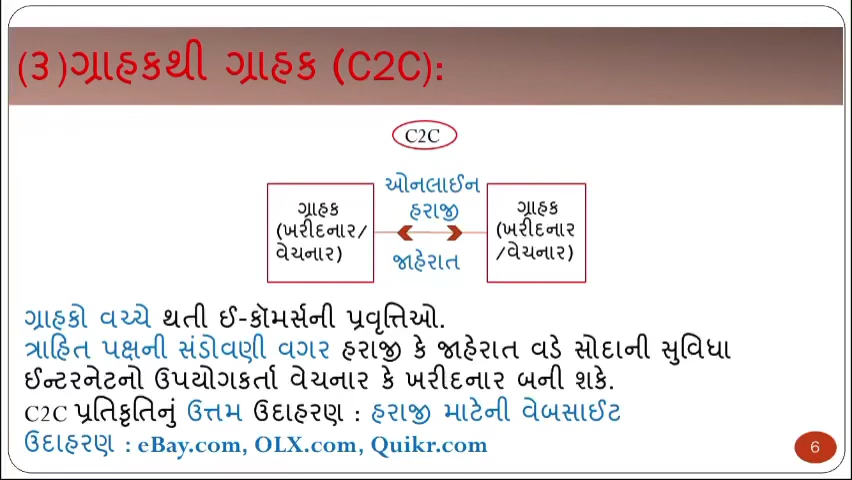 (૩)ગ્રાહકથી ગ્રાહક (C2C):
C2C
ગ્રાહક
(ખરીદનાર/
વેચનાર)
ઓનલાઈન
હરાજી
જાહેરાત
ગ્રાહક
(ખરીદનાર
/વેચનાર)
ગ્રાહકો વચ્ચે થતી ઈ-કૉમર્સની પ્રવૃત્તિઓ.
ત્રાહિત પક્ષની સંડોવણી વગર હરાજી કે જાહેરાત વડે સોદાની સુવિધા
ઈન્ટરનેટનો ઉપયોગકર્તા વેચનાર કે ખરીદનાર બની શકે.
C2C પ્રતિકૃતિનું ઉત્તમ ઉદાહરણ : હરાજી માટેની વેબસાઈટ
ઉદાહરણ : eBay.com, OLX.com, Quikr.com
6